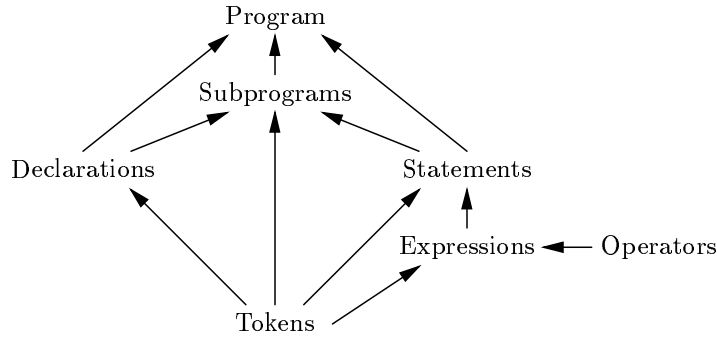 Program
Subprograms
Declarations
Statements
Expressions
Operators
Tokens